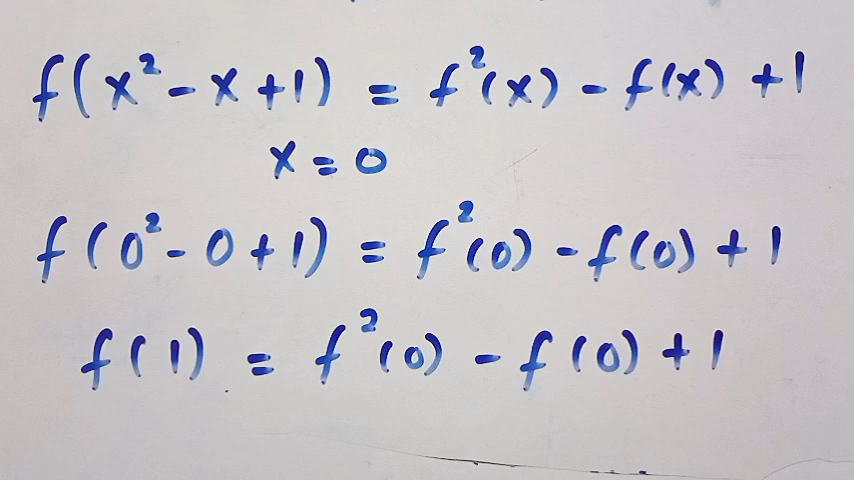 f(x² - x + 1) = f²(x) - f(x) + 1
x = 0
f(0² - 0 + 1) = f²(0) - f(0) + 1
f(1) = f²(0) - f(0) + 1